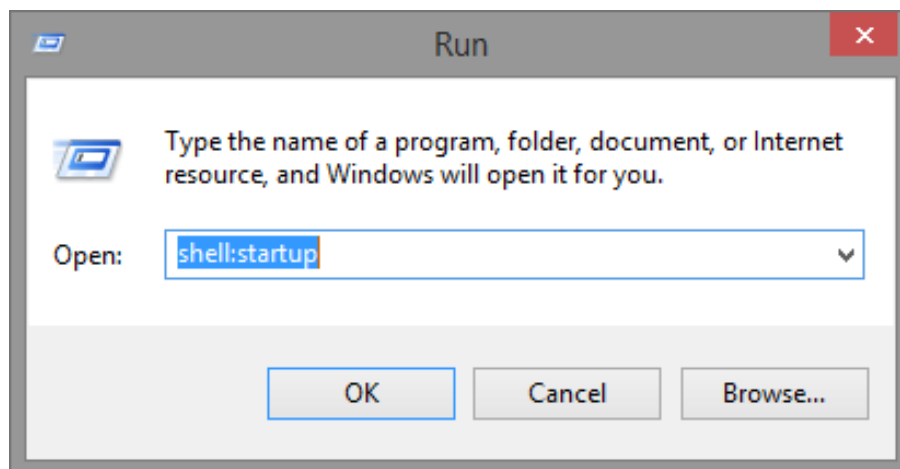 Run
Type the name of a program, folder, document, or Internet
resource, and Windows will open it for you.
Open: shell:startup
OK Cancel Browse...